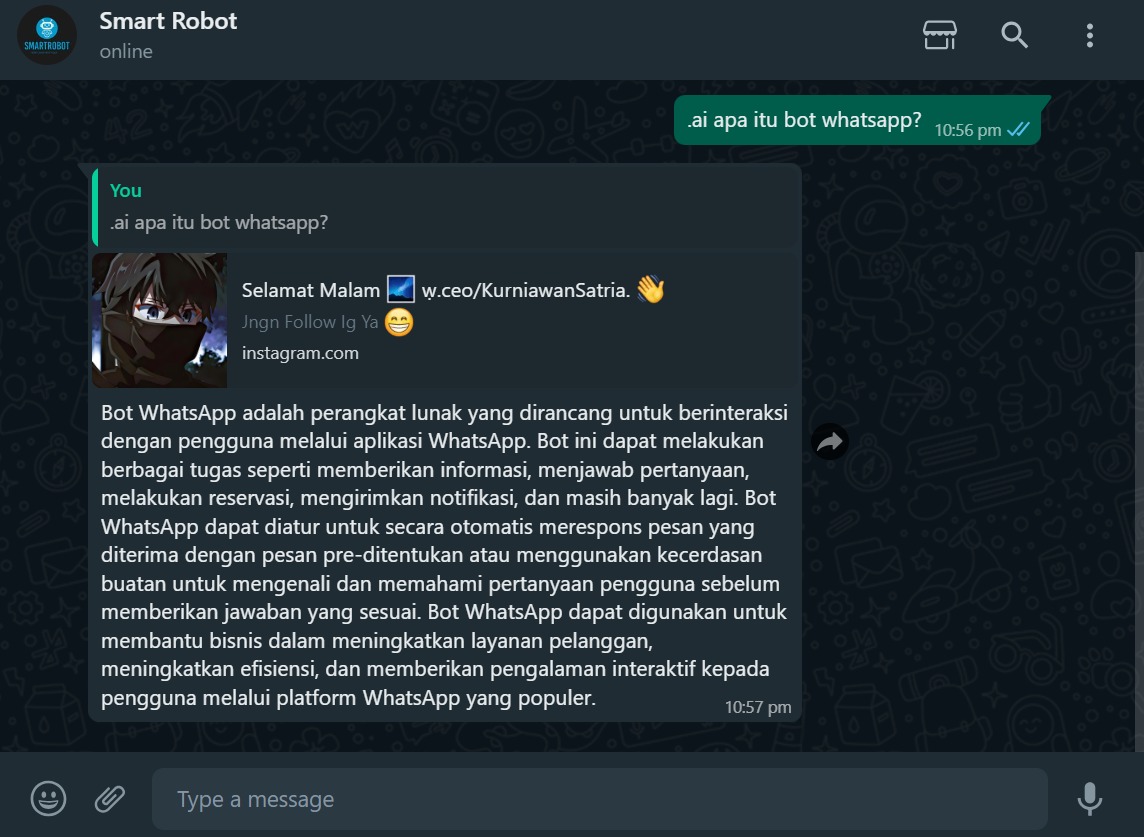 Smart Robot
online
SMARTROBOT
.ai apa itu bot whatsapp?
10:56 pm
You
.ai apa itu bot whatsapp?
Selamat Malam 🌌 ẉ.ceo/KurniawanSatria. 👋
Jngn Follow Ig Ya 😁
instagram.com
Bot WhatsApp adalah perangkat lunak yang dirancang untuk berinteraksi
dengan pengguna melalui aplikasi WhatsApp. Bot ini dapat melakukan
berbagai tugas seperti memberikan informasi, menjawab pertanyaan,
melakukan reservasi, mengirimkan notifikasi, dan masih banyak lagi. Bot
WhatsApp dapat diatur untuk secara otomatis merespons pesan yang
diterima dengan pesan pre-ditentukan atau menggunakan kecerdasan
buatan untuk mengenali dan memahami pertanyaan pengguna sebelum
memberikan jawaban yang sesuai. Bot WhatsApp dapat digunakan untuk
membantu bisnis dalam meningkatkan layanan pelanggan,
meningkatkan efisiensi, dan memberikan pengalaman interaktif kepada
pengguna melalui platform WhatsApp yang populer.
10:57 pm
Type a message